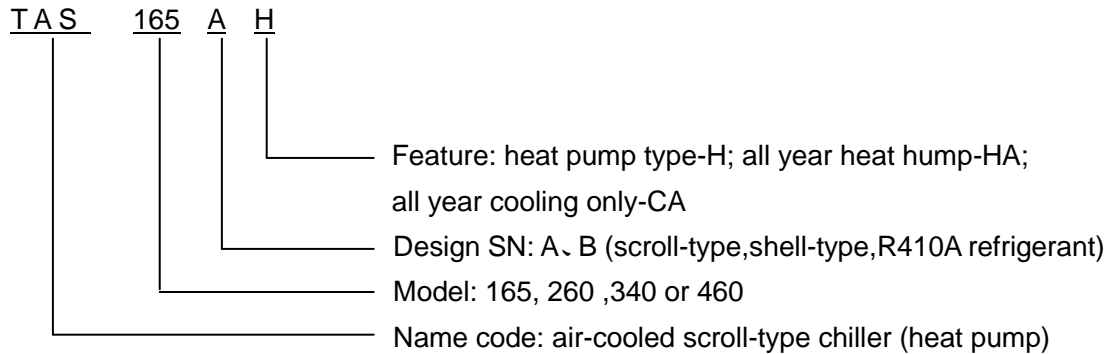 TAS 165 A H
Feature: heat pump type-H; all year heat hump-HA;
all year cooling only-CA
Design SN: A、B (scroll-type,shell-type,R410A refrigerant)
Model: 165, 260 ,340 or 460
Name code: air-cooled scroll-type chiller (heat pump)